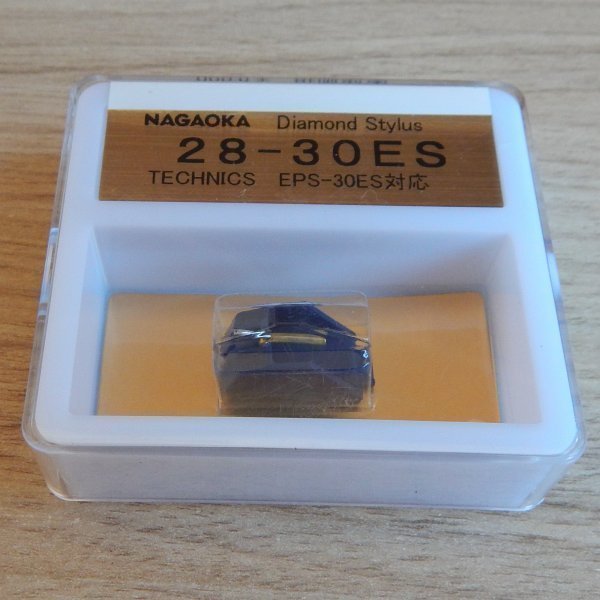 NAGAOKA Diamond Stylus
28-30ES
TECHNICS EPS-30ES対応